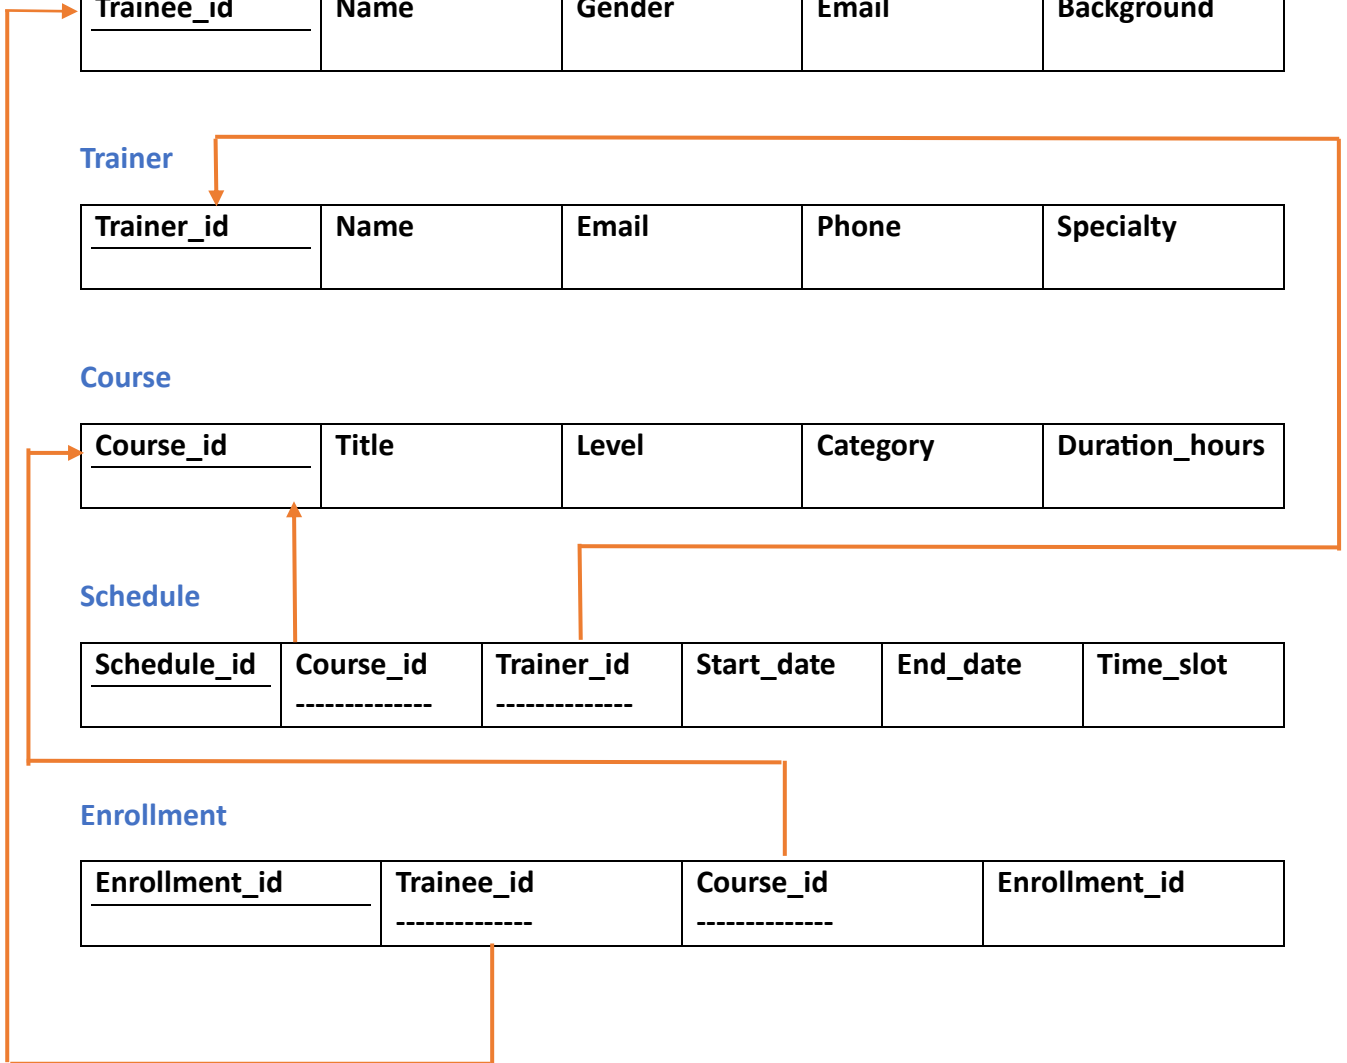 Trainee_id Name Gender Email Background
Trainer
Trainer_id Name Email Phone Specialty
Course
Course_id Title Level Category Duration_hours
Schedule
Schedule_id Course_id Trainer_id Start_date End_date Time_slot
-------------- --------------
Enrollment
Enrollment_id Trainee_id Course_id Enrollment_id
-------------- --------------